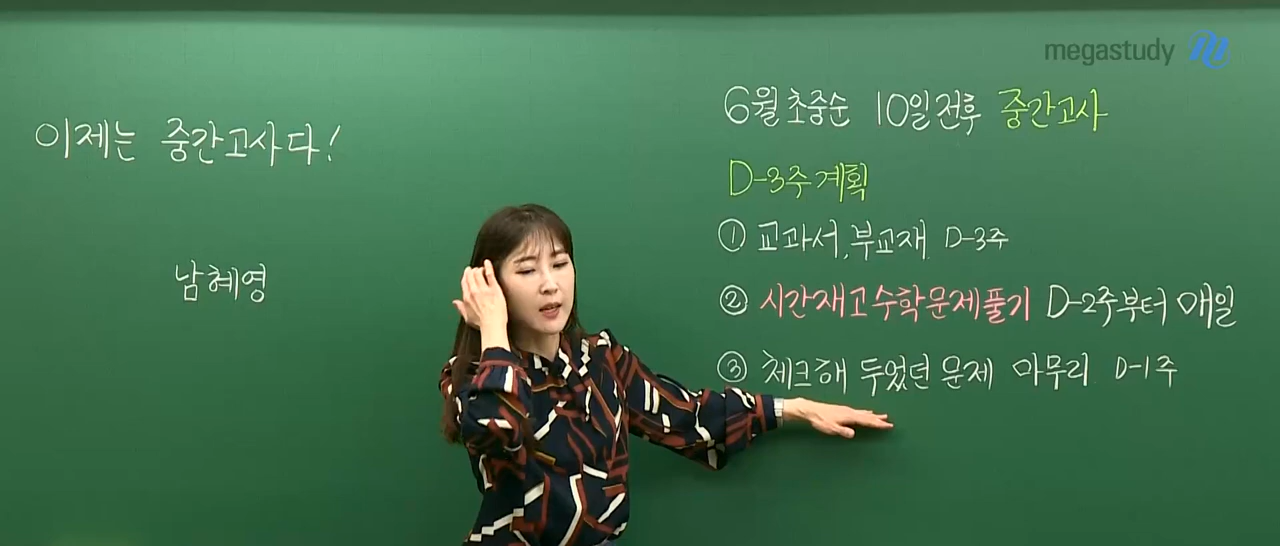 megastudy
이제는 중간고사다!
남혜영
6월 초중순 10일전후 중간고사
D-3주 계획
① 교과서, 부교재 D-3주
② 시간재고 수학문제풀기 D-2주부터 매일
③ 체크해 두었던 문제 마무리 D-1주